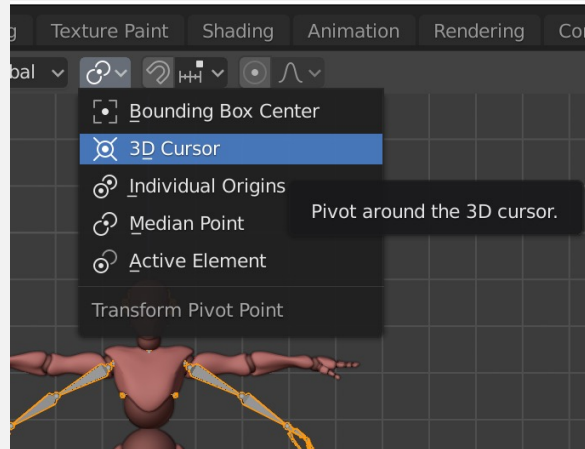 Texture Paint Shading Animation Rendering
bal
Bounding Box Center
3D Cursor
Individual Origins
Pivot around the 3D cursor.
Median Point
Active Element
Transform Pivot Point